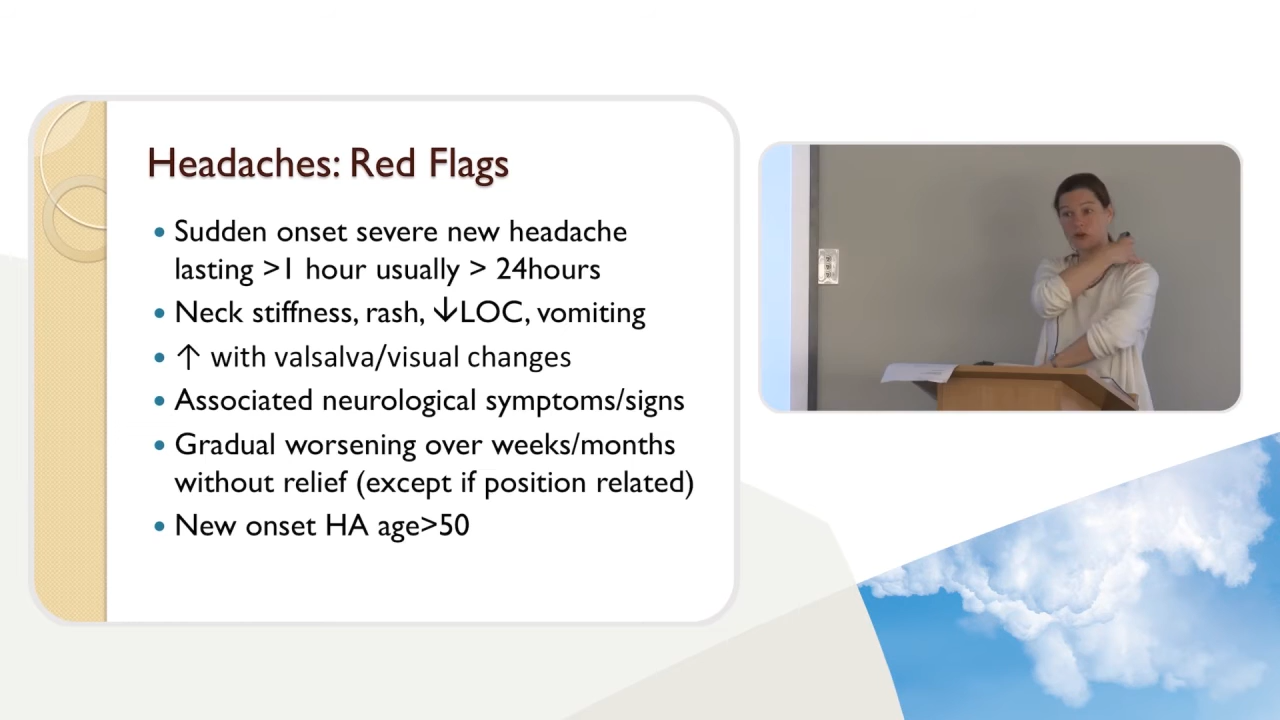 Headaches: Red Flags
• Sudden onset severe new headache
lasting >1 hour usually > 24hours
• Neck stiffness, rash, ↓LOC, vomiting
• ↑ with valsalva/visual changes
• Associated neurological symptoms/signs
• Gradual worsening over weeks/months
without relief (except if position related)
• New onset HA age>50